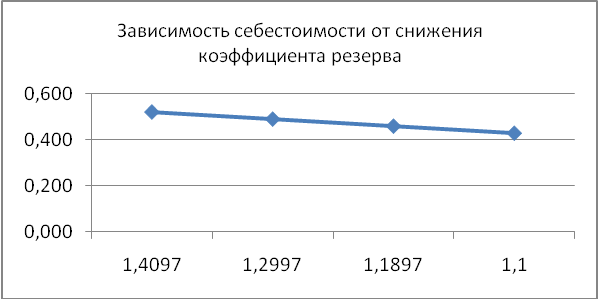 Зависимость себестоимости от снижения
коэффициента резерва
0,600
0,400
0,200
0,000
1,4097 1,2997 1,1897 1,1